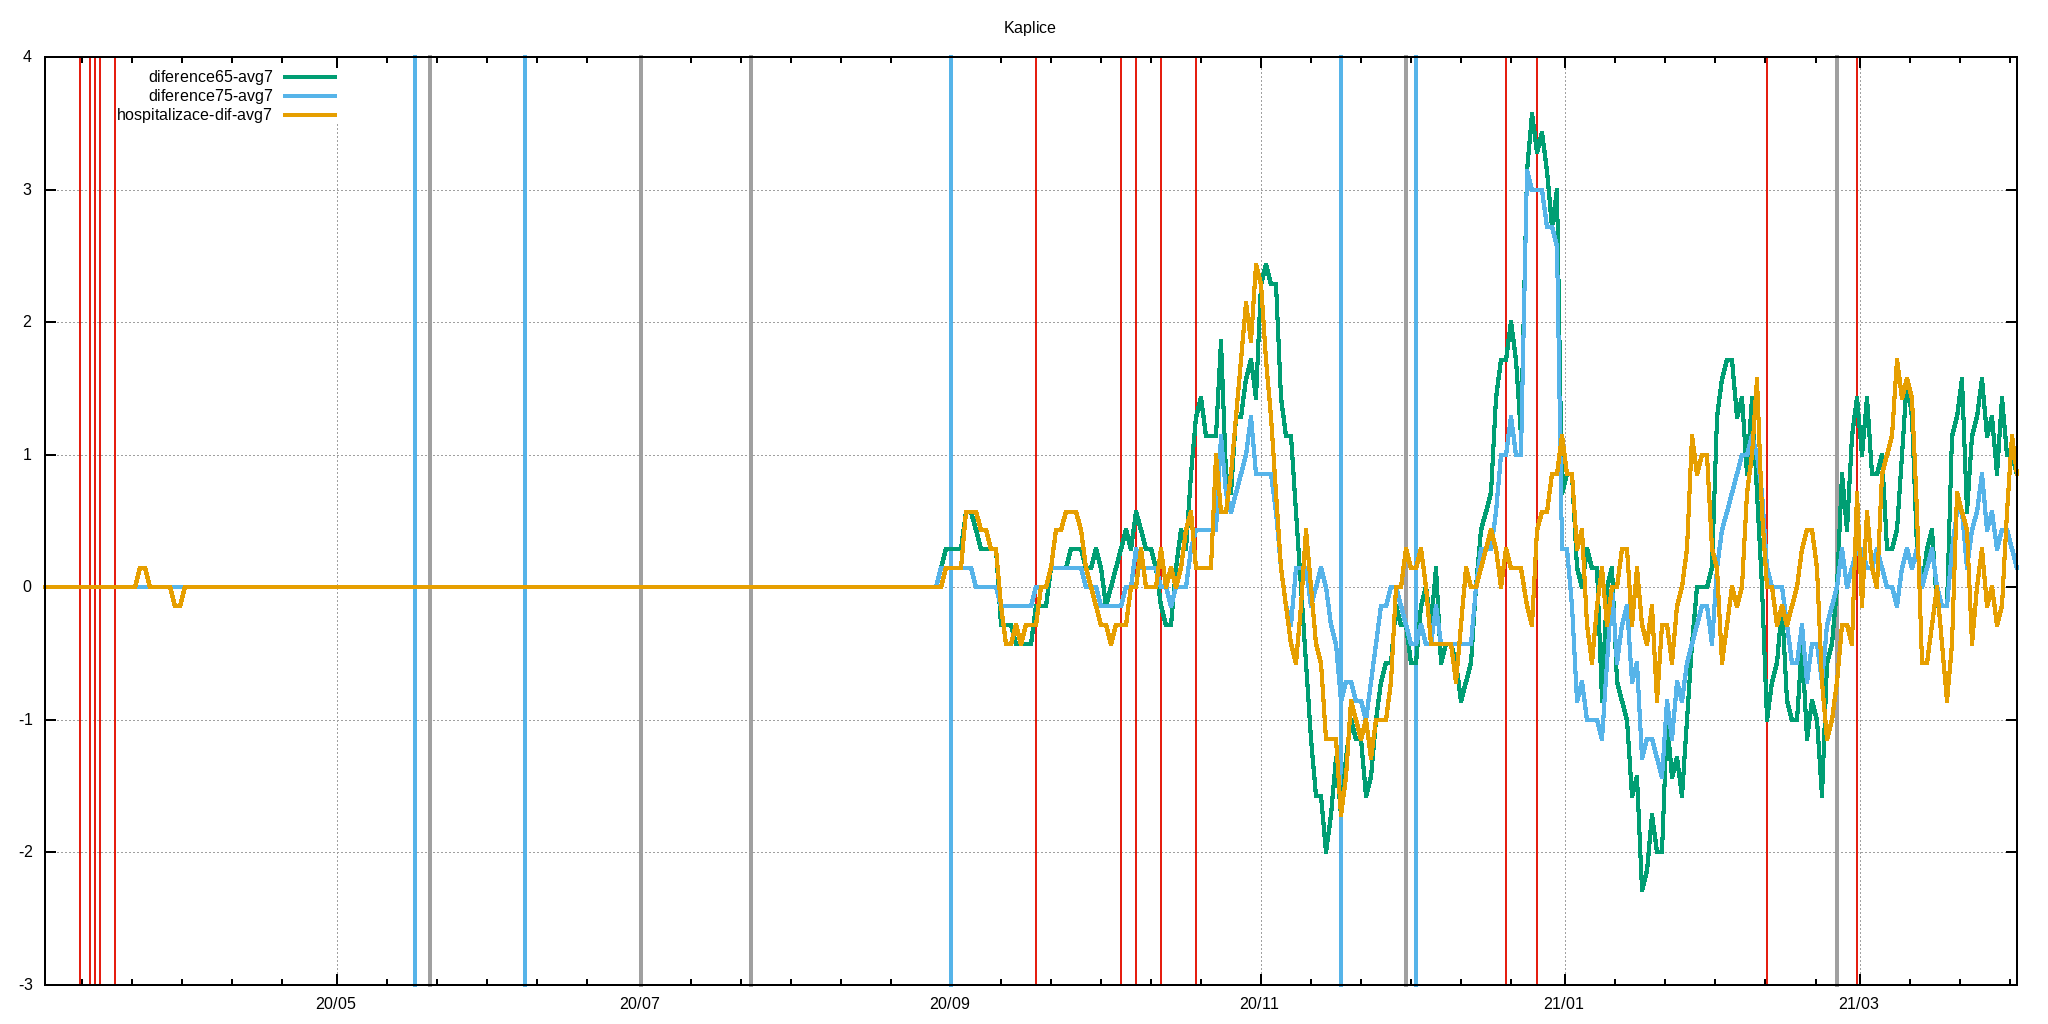 Kaplice
4
diference65-avg7
diference75-avg7
hospitalizace-dif-avg7
3
2
1
0
-1
-2
-3
20/05 20/07 20/09 20/11 21/01 21/03